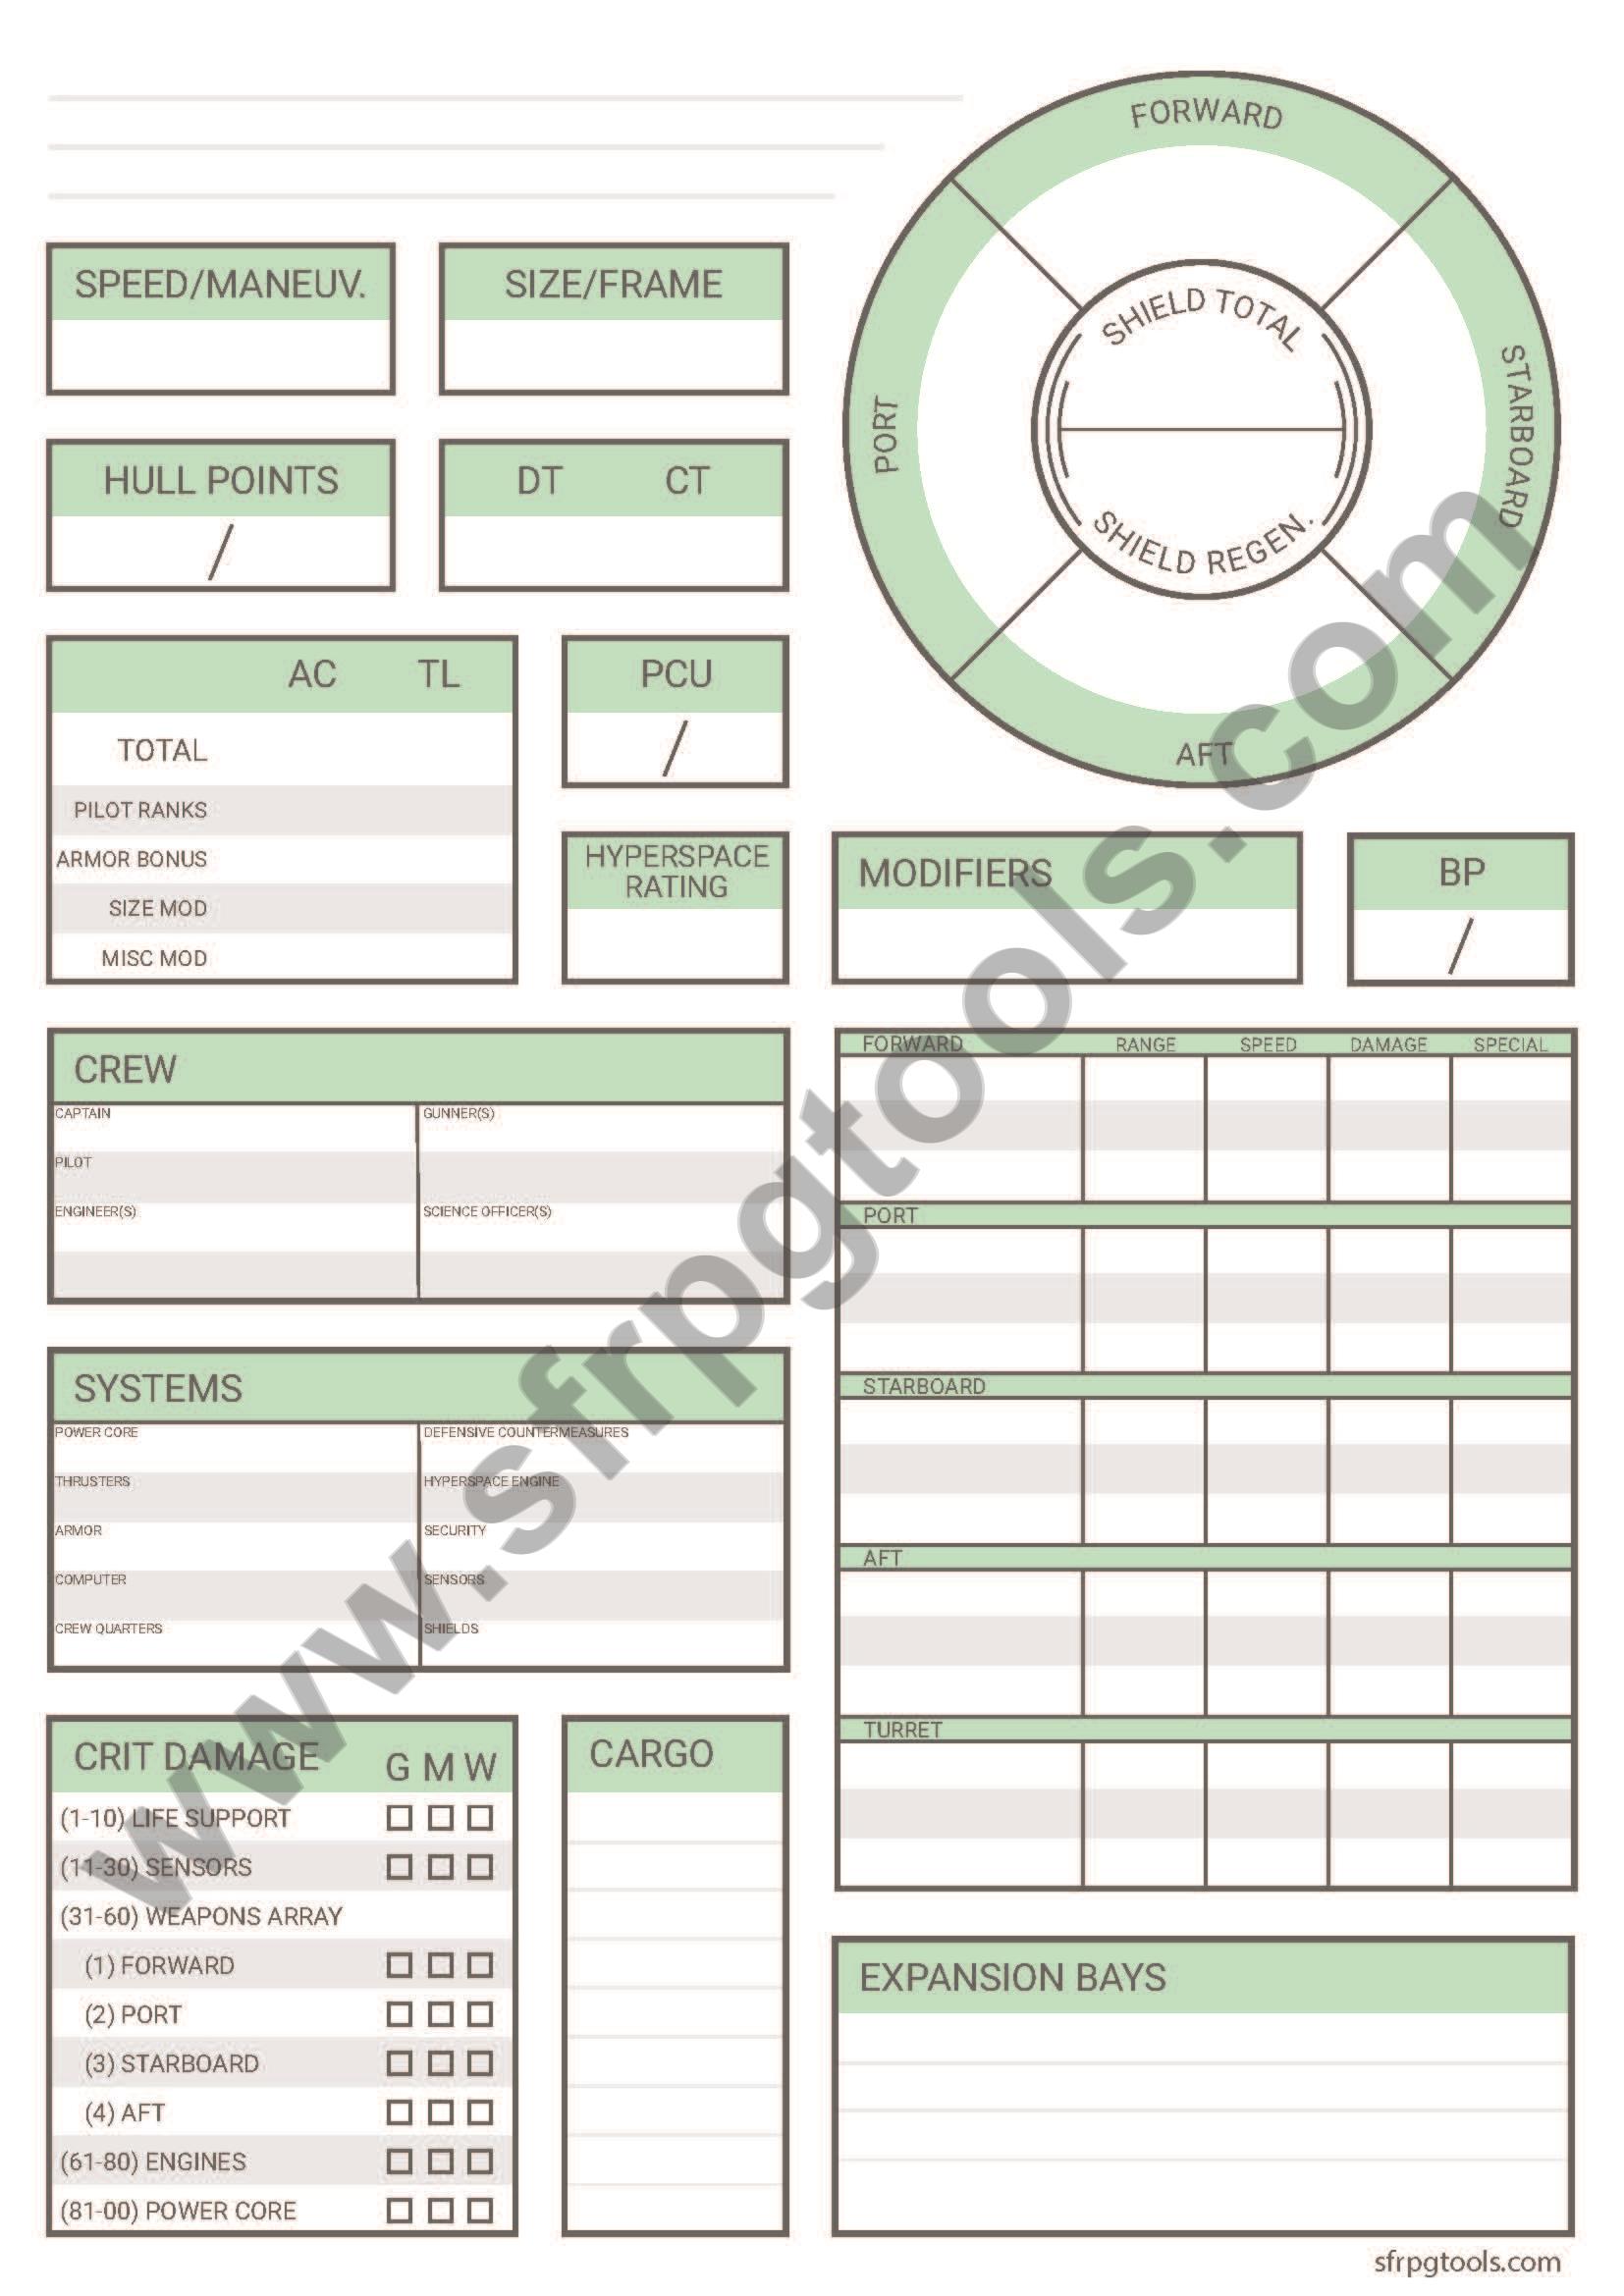 FORWARD
PORT
STARBOARD
AFT
SHIELD TOTAL
SHIELD REGEN.
SPEED/MANEUV.
SIZE/FRAME
HULL POINTS
/
DT CT
AC TL
TOTAL
PILOT RANKS
ARMOR BONUS
SIZE MOD
MISC MOD
PCU
/
HYPERSPACE
RATING
MODIFIERS
BP
/
CREW
CAPTAIN
GUNNER(S)
PILOT
ENGINEER(S)
SCIENCE OFFICER(S)
SYSTEMS
POWER CORE
DEFENSIVE COUNTERMEASURES
THRUSTERS
HYPERSPACE ENGINE
ARMOR
SECURITY
COMPUTER
SENSORS
CREW QUARTERS
SHIELDS
FORWARD RANGE SPEED DAMAGE SPECIAL
PORT
STARBOARD
AFT
TURRET
CRIT DAMAGE G M W
(1-10) LIFE SUPPORT
(11-30) SENSORS
(31-60) WEAPONS ARRAY
(1) FORWARD
(2) PORT
(3) STARBOARD
(4) AFT
(61-80) ENGINES
(81-00) POWER CORE
CARGO
EXPANSION BAYS
sfrpgtools.com
www.sfrpgtools.com